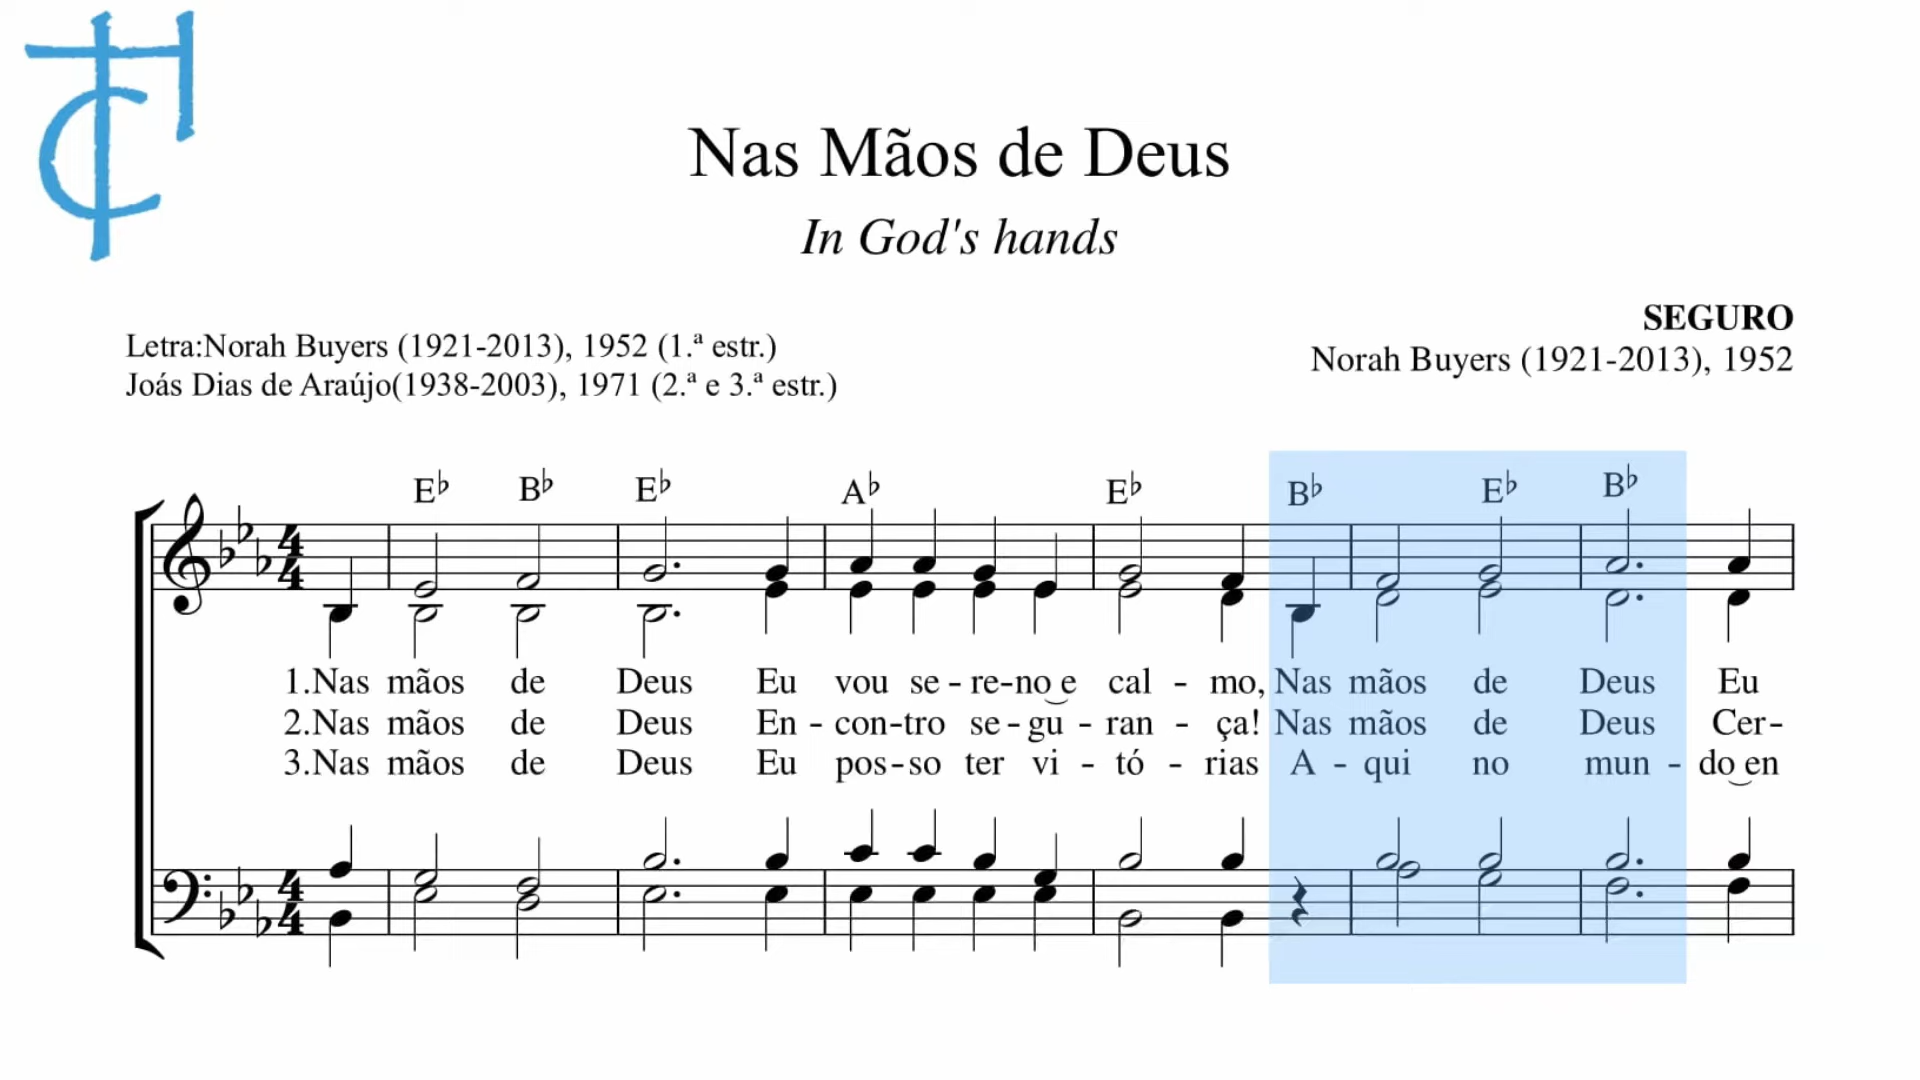 Nas Mãos de Deus
In God's hands
SEGURO
Letra:Norah Buyers (1921-2013), 1952 (1.ª estr.)
Norah Buyers (1921-2013), 1952
Joás Dias de Araújo(1938-2003), 1971 (2.ª e 3.ª estr.)
E♭ B♭ E♭ A♭ E♭ B♭ E♭ B♭
4 4
1.Nas mãos de Deus Eu vou se - re-no e cal - mo, Nas mãos de Deus Eu
2.Nas mãos de Deus En - con-tro se-gu - ran - ça! Nas mãos de Deus Cer-
3.Nas mãos de Deus Eu pos-so ter vi - tó - rias A - qui no mun - do en
4 4